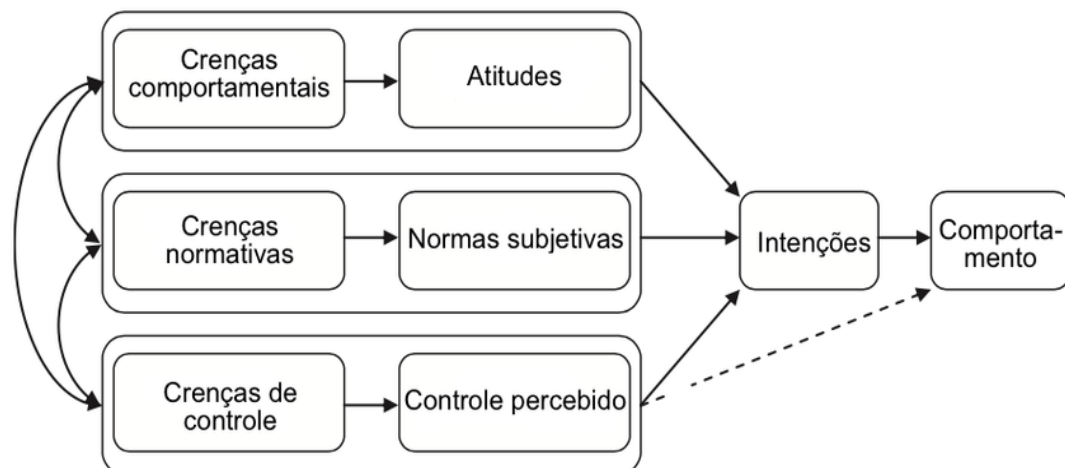 Crenças
comportamentais
Atitudes
Crenças
normativas
Normas subjetivas
Crenças de
controle
Controle percebido
Intenções
Comporta-
mento